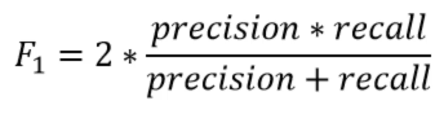 F₁ = 2 * (precision * recall) / (precision + recall)